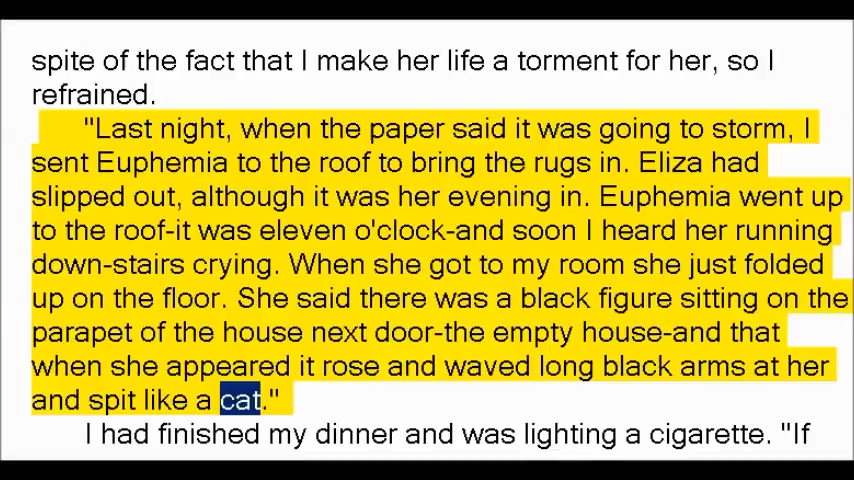 spite of the fact that I make her life a torment for her, so I
refrained.
"Last night, when the paper said it was going to storm, I
sent Euphemia to the roof to bring the rugs in. Eliza had
slipped out, although it was her evening in. Euphemia went up
to the roof-it was eleven o'clock-and soon I heard her running
down-stairs crying. When she got to my room she just folded
up on the floor. She said there was a black figure sitting on the
parapet of the house next door-the empty house-and that
when she appeared it rose and waved long black arms at her
and spit like a cat."
I had finished my dinner and was lighting a cigarette. "If